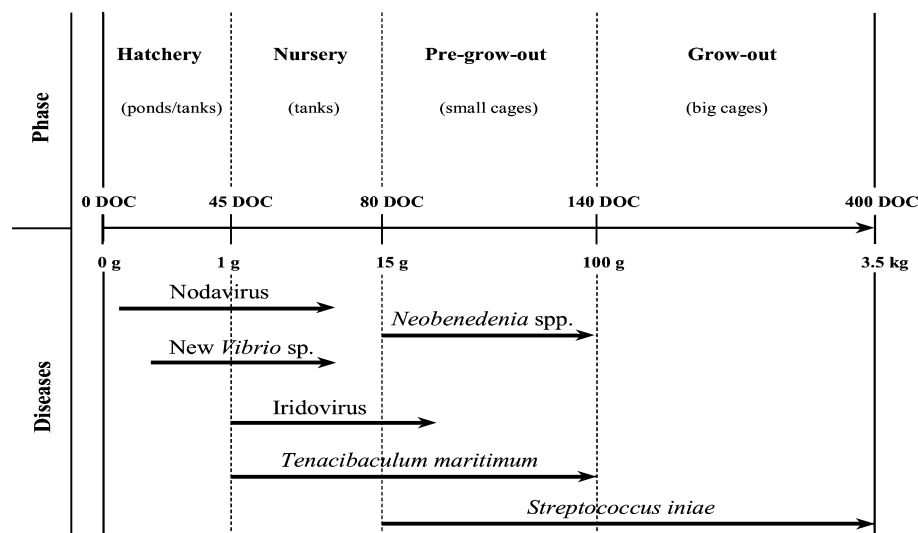 Phase
Hatchery Nursery Pre-grow-out Grow-out
(ponds/tanks) (tanks) (small cages) (big cages)
0 DOC 45 DOC 80 DOC 140 DOC 400 DOC
0 g 1 g 15 g 100 g 3.5 kg
Diseases
Nodavirus
Neobenedenia spp.
New Vibrio sp.
Iridovirus
Tenacibaculum maritimum
Streptococcus iniae